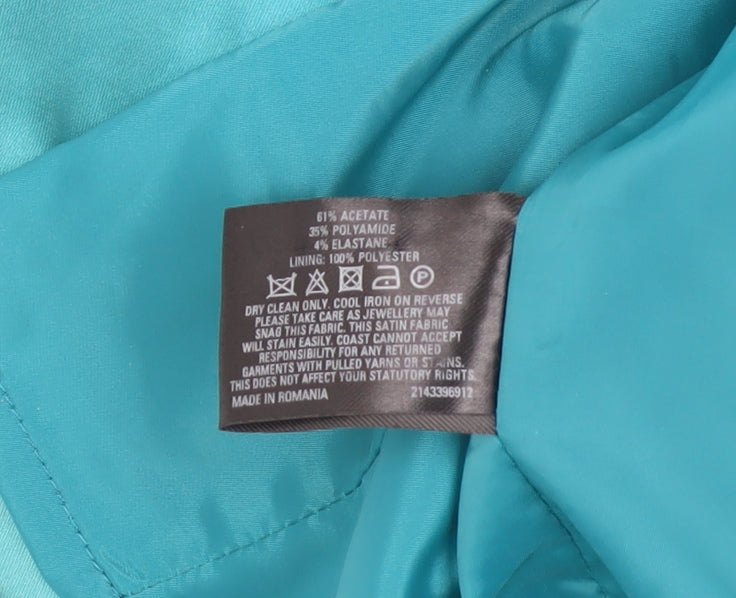 61% ACETATE
35% POLYAMIDE
4% ELASTANE
LINING: 100% POLYESTER
P
DRY CLEAN ONLY. COOL IRON ON REVERSE
PLEASE TAKE CARE AS JEWELLERY MAY
SNAG THIS FABRIC. THIS SATIN FABRIC
WILL STAIN EASILY. COAST CANNOT ACCEPT
RESPONSIBILITY FOR ANY RETURNED
GARMENTS WITH PULLED YARNS OR STAINS.
THIS DOES NOT AFFECT YOUR STATUTORY RIGHTS.
MADE IN ROMANIA 2143396912